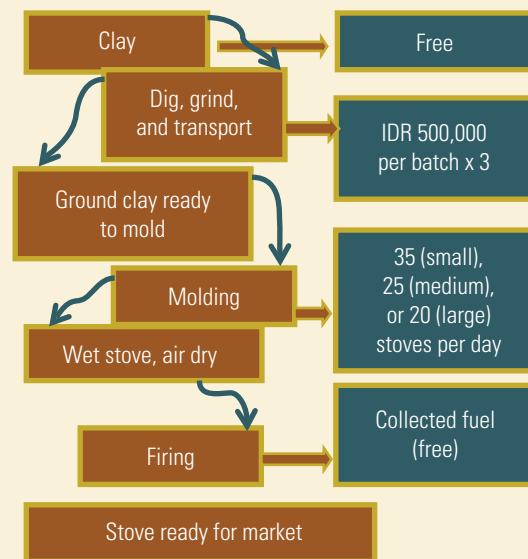 Clay
Free
Dig, grind,
and transport
IDR 500,000
per batch x 3
Ground clay ready
to mold
Molding
35 (small),
25 (medium),
or 20 (large)
stoves per day
Wet stove, air dry
Firing
Collected fuel
(free)
Stove ready for market